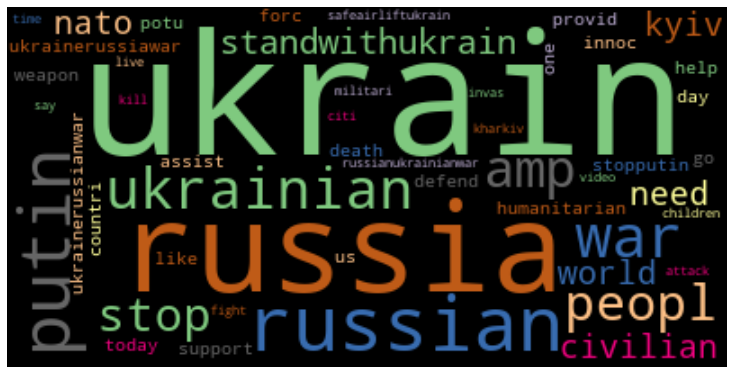 time nato potu forc safeairliftukrain provid kyiv
ukrainerussiawar standwithukrain one innoc
weapon live ukrain help
say kill militari invas day
citi kharkiv
ukrainerussianwar death russianukrainianwar stopputin go
putin assist amp video
countri ukrainian defend need
humanitarian children
russia war
like us world attack
stop fight russian peopl
today support civilian